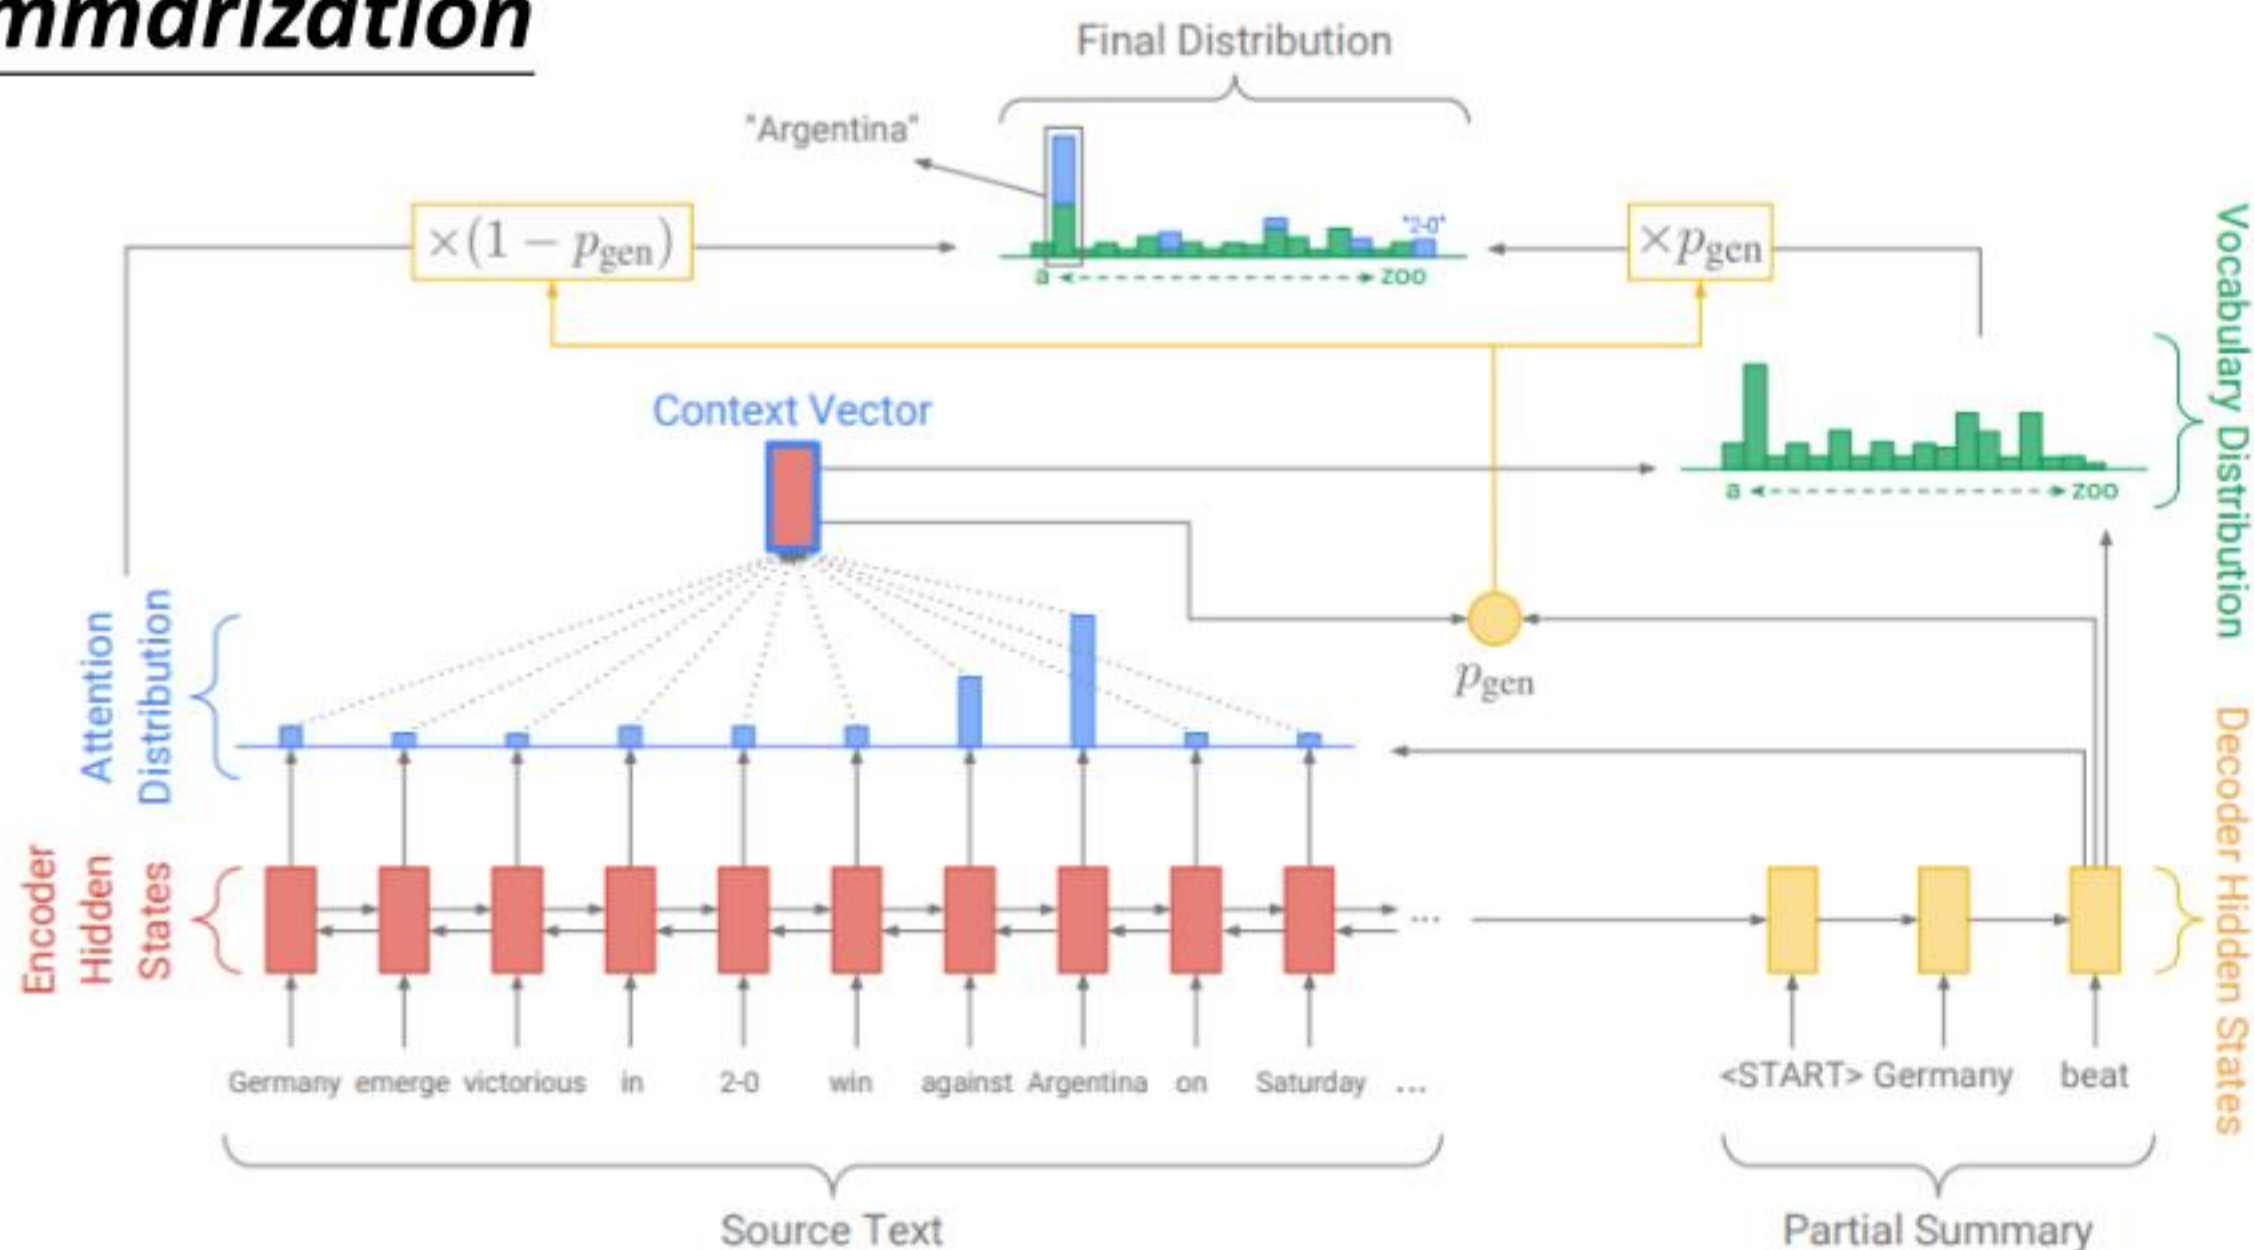 mmarization
Final Distribution
"Argentina"
×(1 − pgen)
"2-0"
×pgen
a zoo
Context Vector
Vocabulary Distribution
a zoo
Attention
Distribution
pgen
Encoder
Hidden
States
Decoder Hidden States
...
Germany emerge victorious in 2-0 win against Argentina on Saturday ...
<START> Germany beat
Source Text
Partial Summary